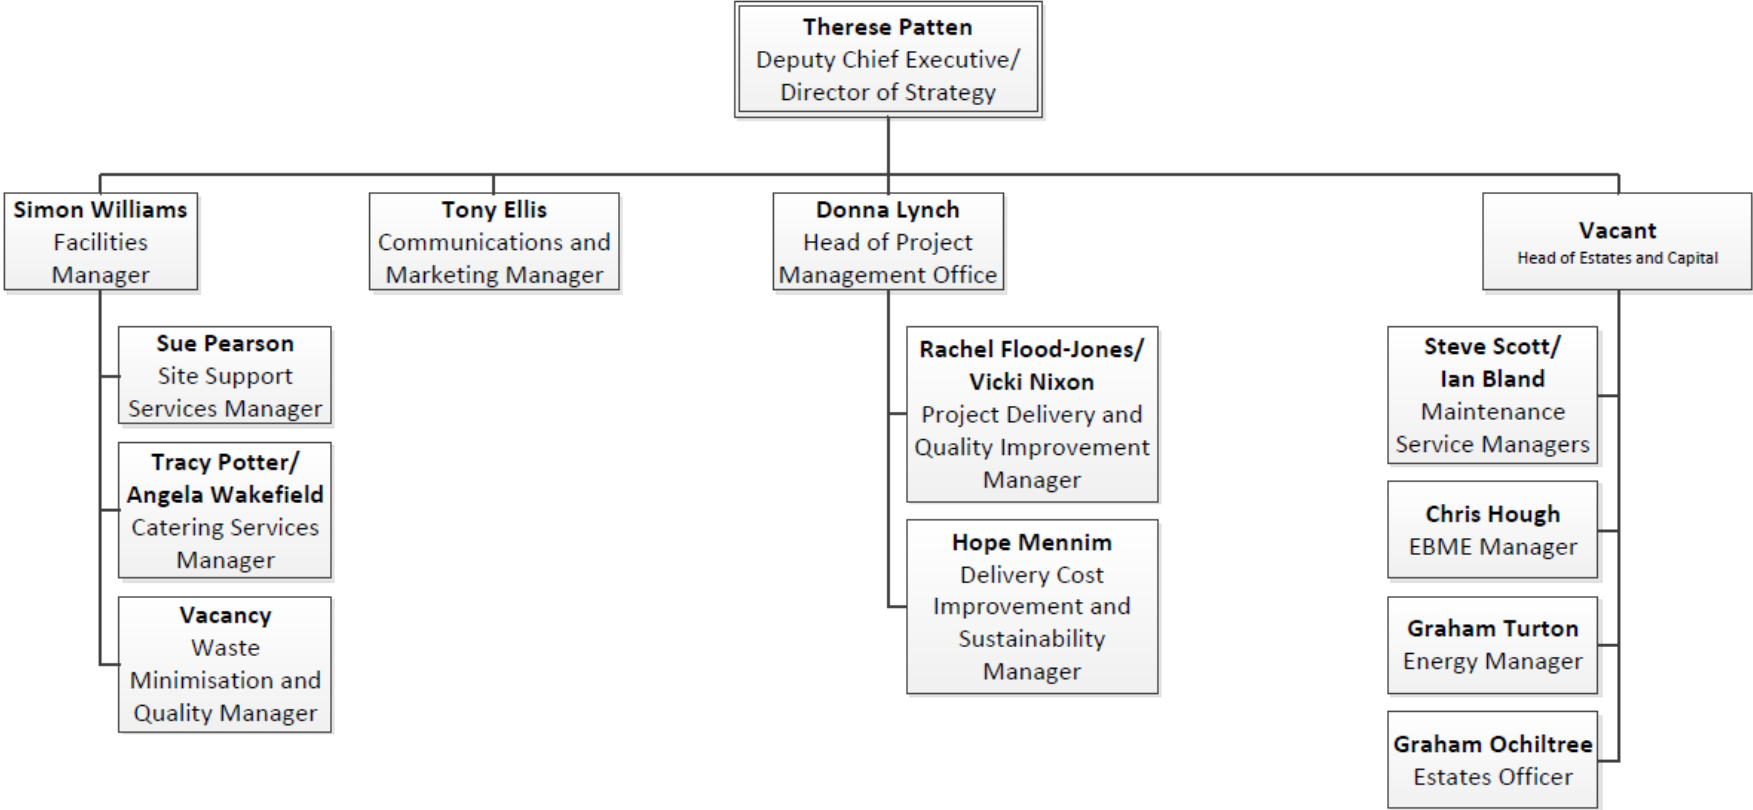 Therese Patten
Deputy Chief Executive/
Director of Strategy
Simon Williams
Facilities
Manager
Tony Ellis
Communications and
Marketing Manager
Donna Lynch
Head of Project
Management Office
Vacant
Head of Estates and Capital
Sue Pearson
Site Support
Services Manager
Tracy Potter/
Angela Wakefield
Catering Services
Manager
Vacancy
Waste
Minimisation and
Quality Manager
Rachel Flood-Jones/
Vicki Nixon
Project Delivery and
Quality Improvement
Manager
Hope Mennim
Delivery Cost
Improvement and
Sustainability
Manager
Steve Scott/
Ian Bland
Maintenance
Service Managers
Chris Hough
EBME Manager
Graham Turton
Energy Manager
Graham Ochiltree
Estates Officer